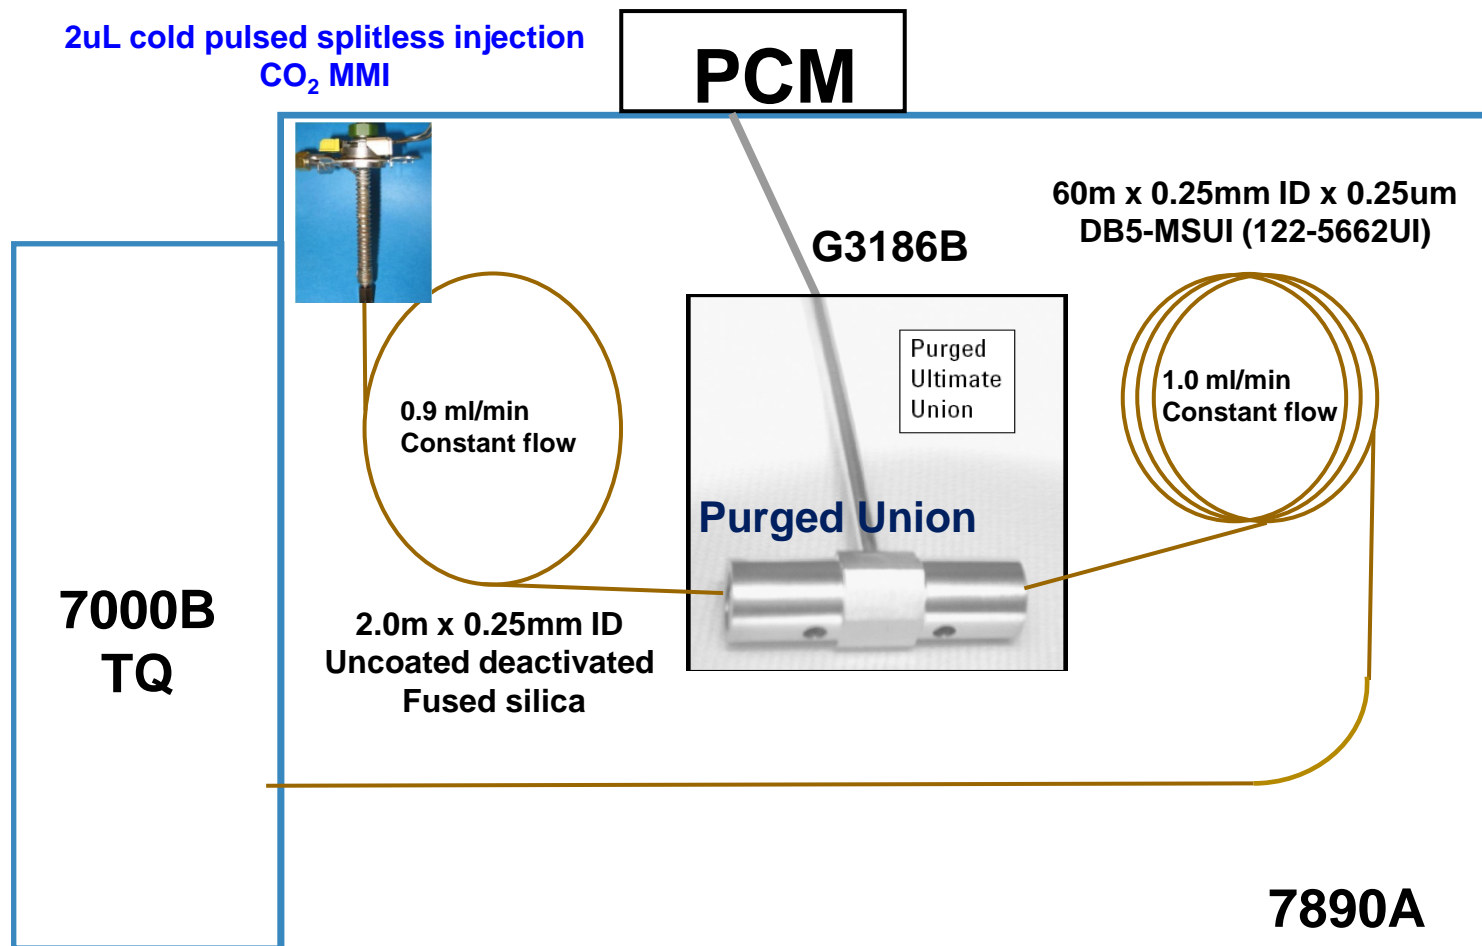 2uL cold pulsed splitless injection
CO₂ MMI
PCM
60m x 0.25mm ID x 0.25um
DB5-MSUI (122-5662UI)
G3186B
Purged
Ultimate
Union
0.9 ml/min
Constant flow
1.0 ml/min
Constant flow
Purged Union
7000B
TQ
2.0m x 0.25mm ID
Uncoated deactivated
Fused silica
7890A